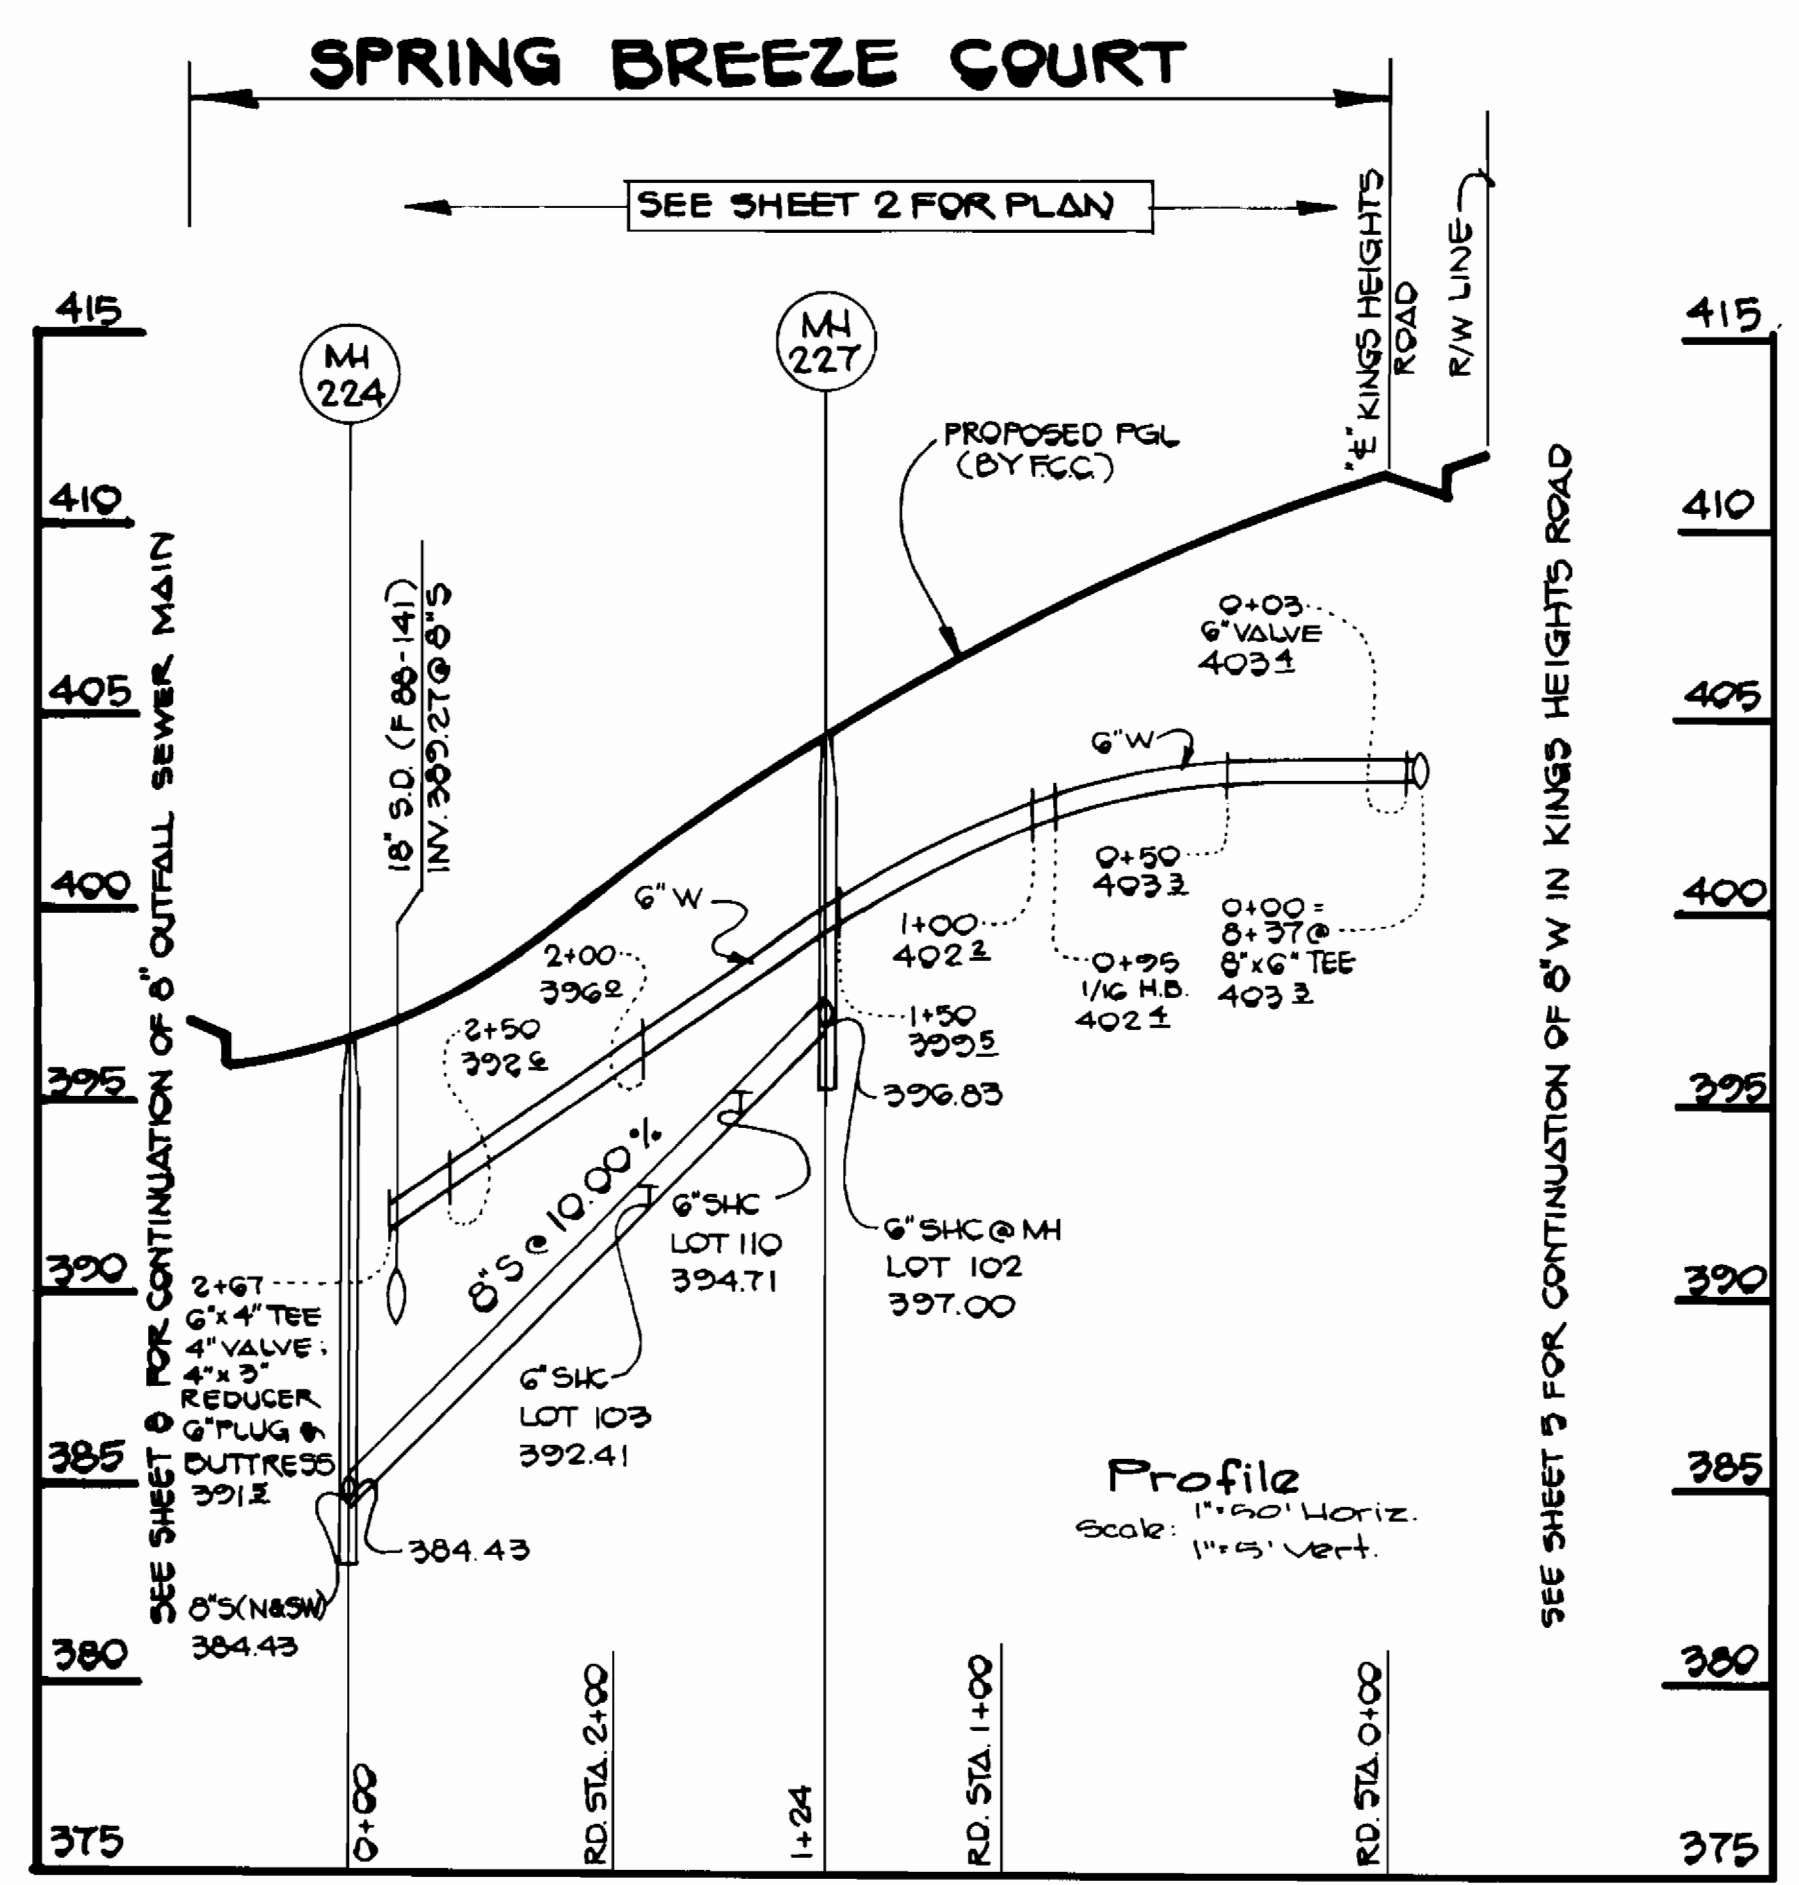 SPRING BREEZE COURT
SEE SHEET 2 FOR PLAN
"℄" KINGS HEIGHTS
ROAD
R/W LINE
415
410
405
400
395
390
385
380
375
SEE SHEET 8 FOR CONTINUATION OF 8" OUTFALL SEWER MAIN
MH
224
MH
227
PROPOSED PGL
(BY F.C.C.)
18" S.D. (F 88-141)
INV. 389.27@8"S
0+03
6" VALVE
403 4
6"W
6"W
2+00
396 0
2+50
392 6
1+00
402 2
0+50
403 3
0+95
1/16 H.B.
402 4
0+00 =
8+37@
8"x6" TEE
403 3
1+50
399 5
396.83
8"S@10.00%
6"SHC
LOT 110
394.71
6"SHC@MH
LOT 102
397.00
6"SHC
LOT 103
392.41
2+67
6"x4" TEE
4" VALVE;
4"x3"
REDUCER
6" PLUG &
BUTTRESS
384.43
8"S(N&SW)
384.43
Profile
Scale: 1"=50' Horiz.
1"=5' Vert.
0+00
RD. STA. 2+00
1+24
RD. STA. 1+00
RD. STA. 0+00
SEE SHEET 5 FOR CONTINUATION OF 8"W IN KINGS HEIGHTS ROAD
415
410
405
400
395
390
385
380
375